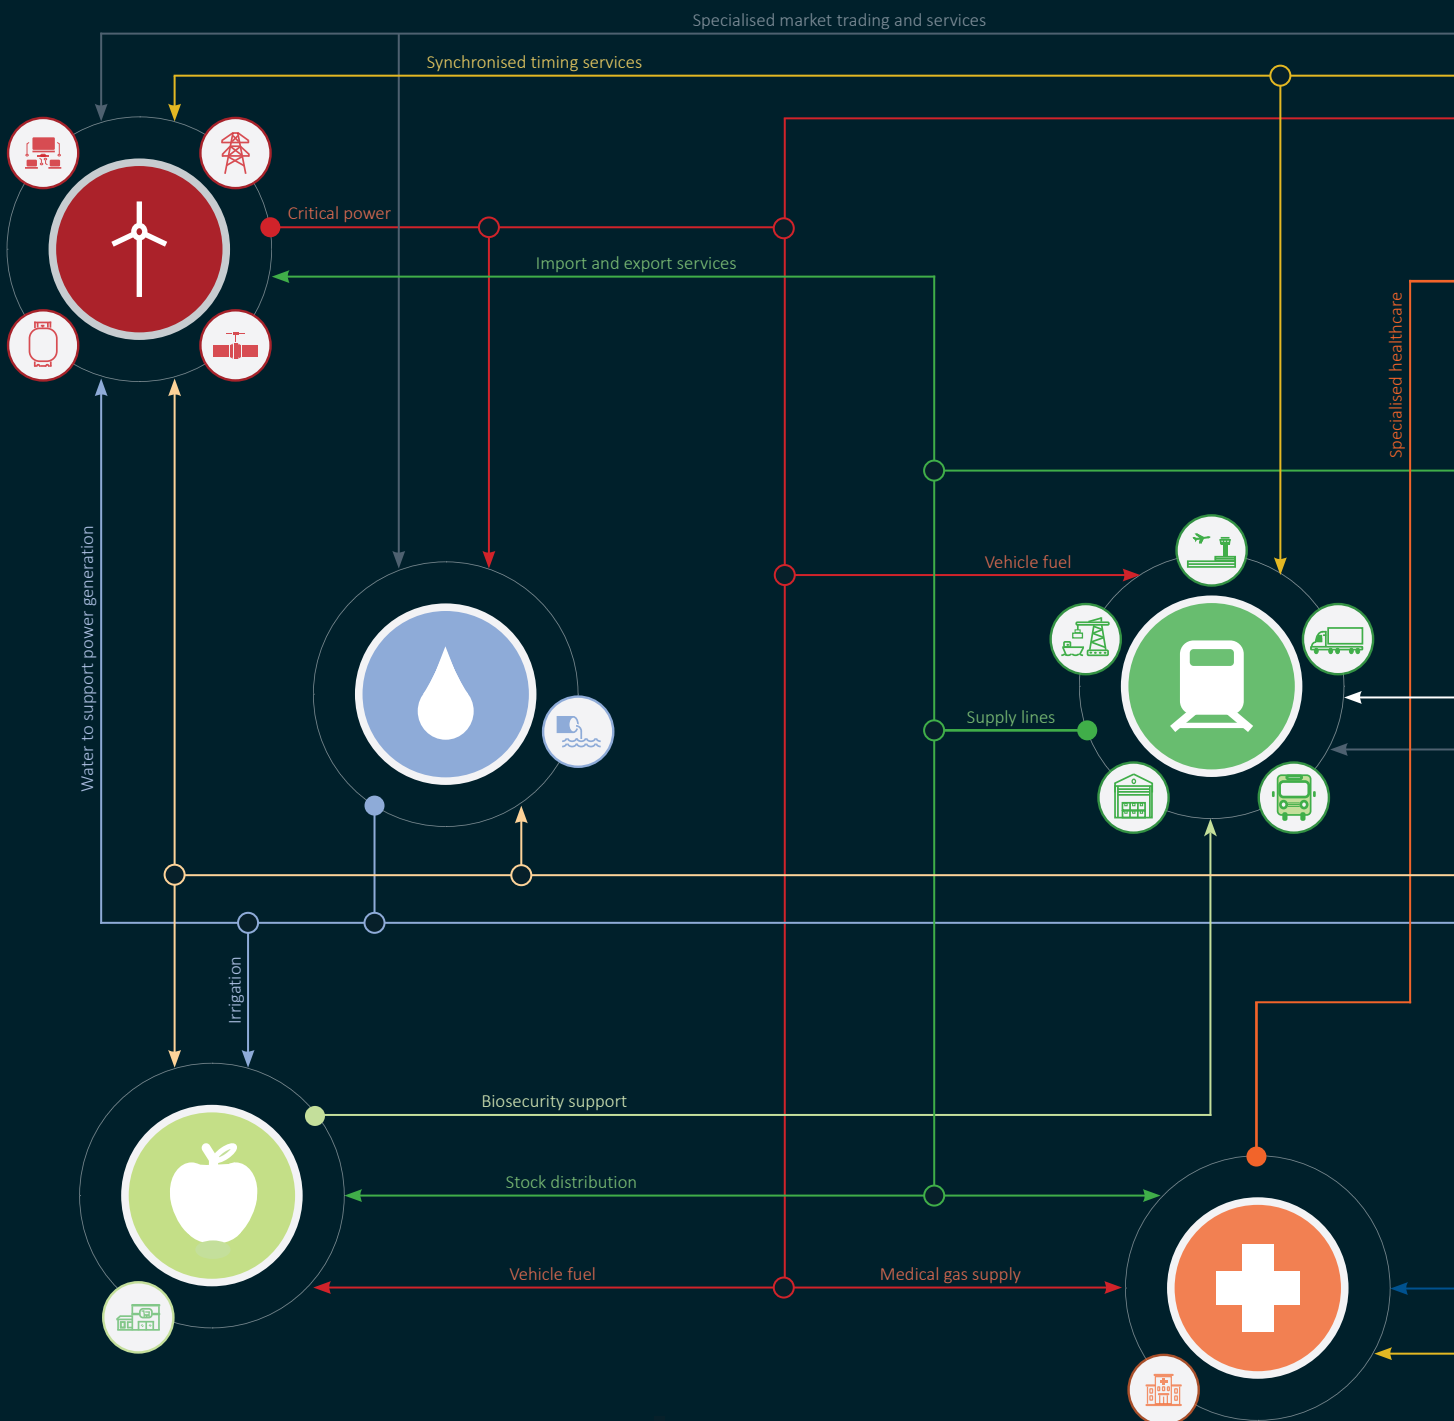 Specialised market trading and services
Synchronised timing services
Critical power
Import and export services
Specialised healthcare
Water to support power generation
Vehicle fuel
Supply lines
Irrigation
Biosecurity support
Stock distribution
Vehicle fuel
Medical gas supply